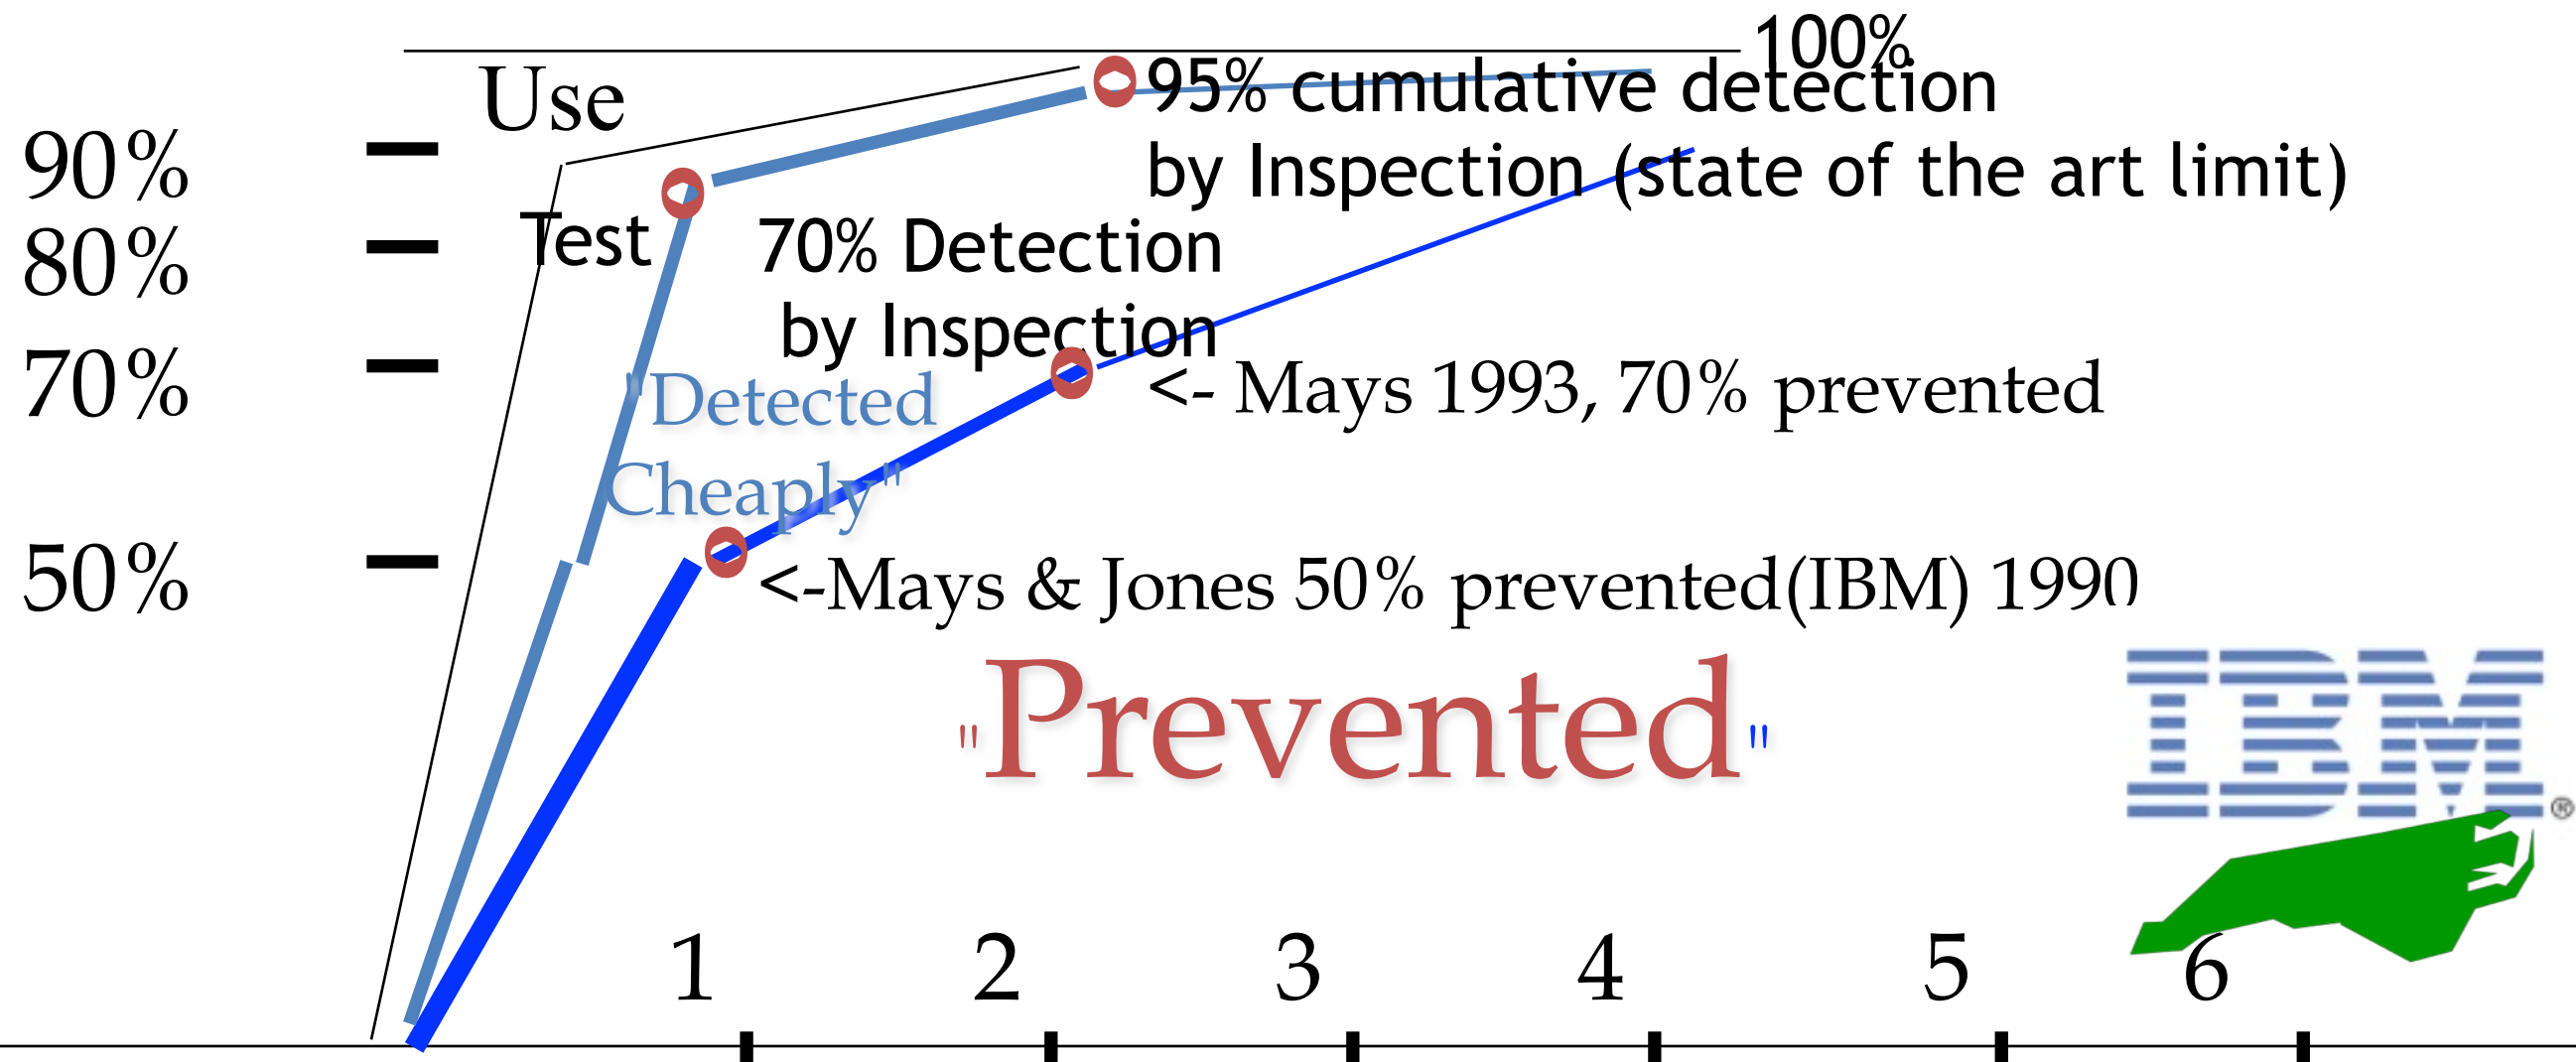 100%
Use
95% cumulative detection
by Inspection (state of the art limit)
90%
80%
Test
70% Detection
by Inspection
70%
"Detected
Cheaply"
<- Mays 1993, 70% prevented
50%
<-Mays & Jones 50% prevented(IBM) 1990
"Prevented"
IBM®
1 2 3 4 5 6